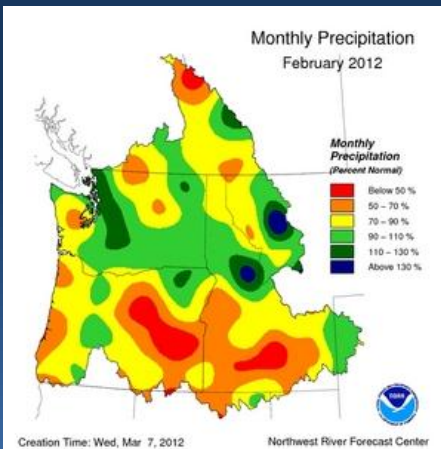 Monthly Precipitation
February 2012
Monthly
Precipitation
(Percent Normal)
Below 50 %
50 – 70 %
70 – 90 %
90 – 110 %
110 – 130 %
Above 130 %
NOAA
Creation Time: Wed, Mar 7, 2012
Northwest River Forecast Center